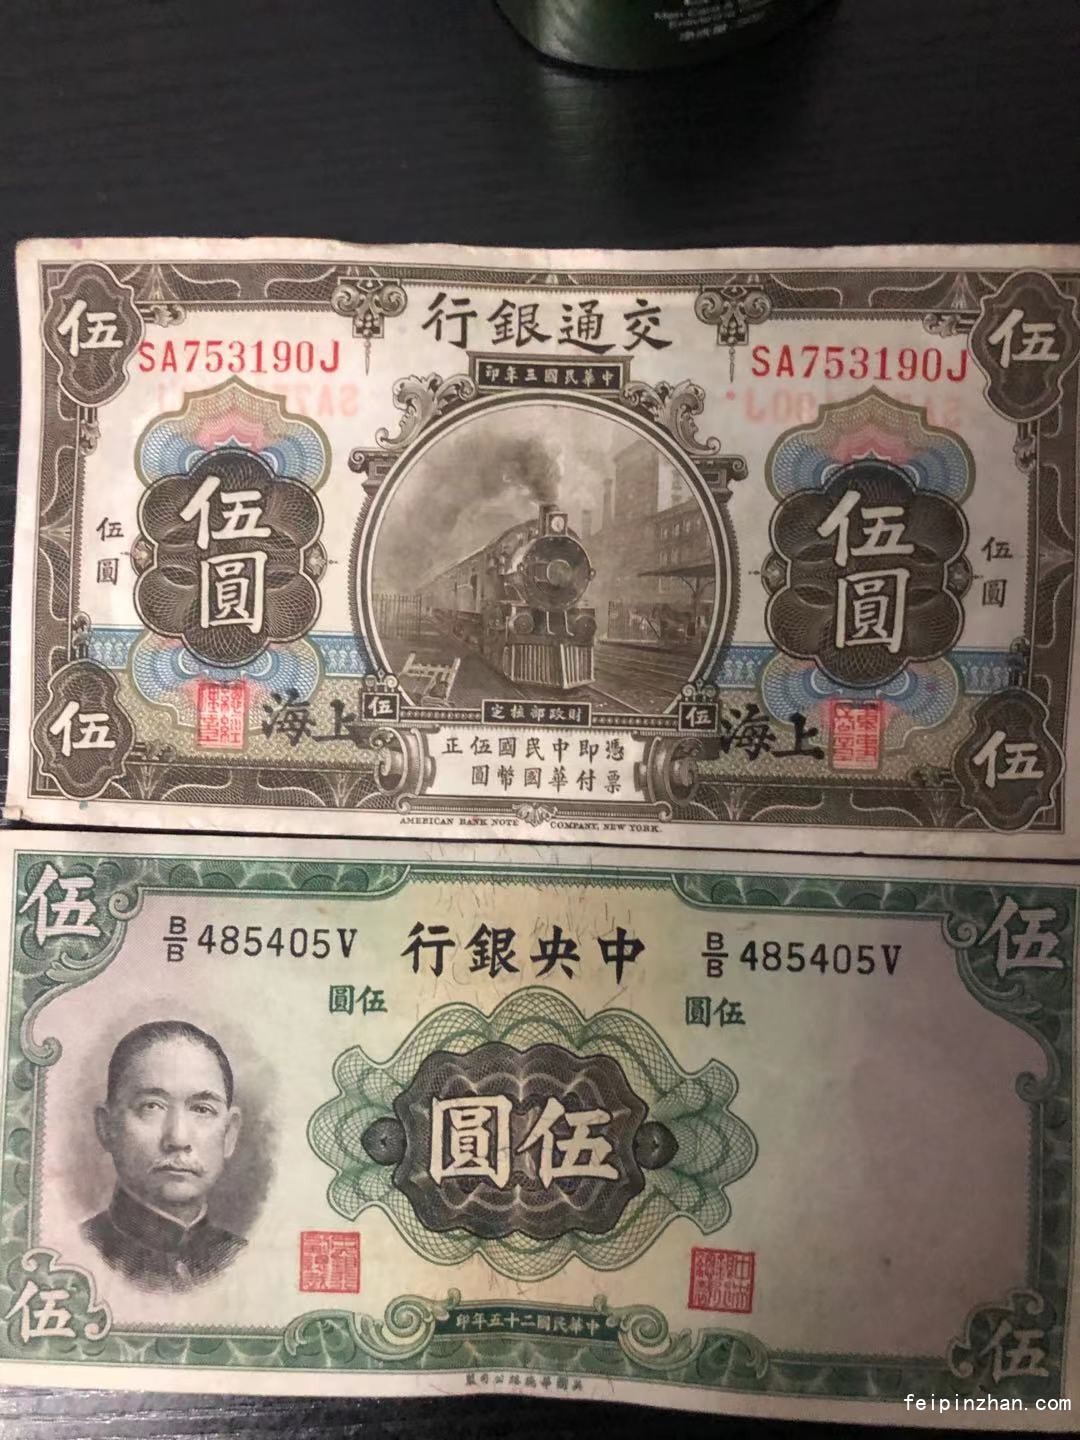 伍
伍
行銀通交
SA753190J
SA753190J
印年三國民華中
伍圓
伍圓
伍圓
伍圓
海上
海上
伍
伍
定核部政財
伍
伍
正伍國民中即憑
圓幣國華付票
AMERICAN BANK NOTE COMPANY, NEW YORK.
伍
伍
B/B 485405V
行銀央中
B/B 485405V
圓伍
圓伍
圓伍
伍
伍
印年五十二國民華中
feipinzhan.com